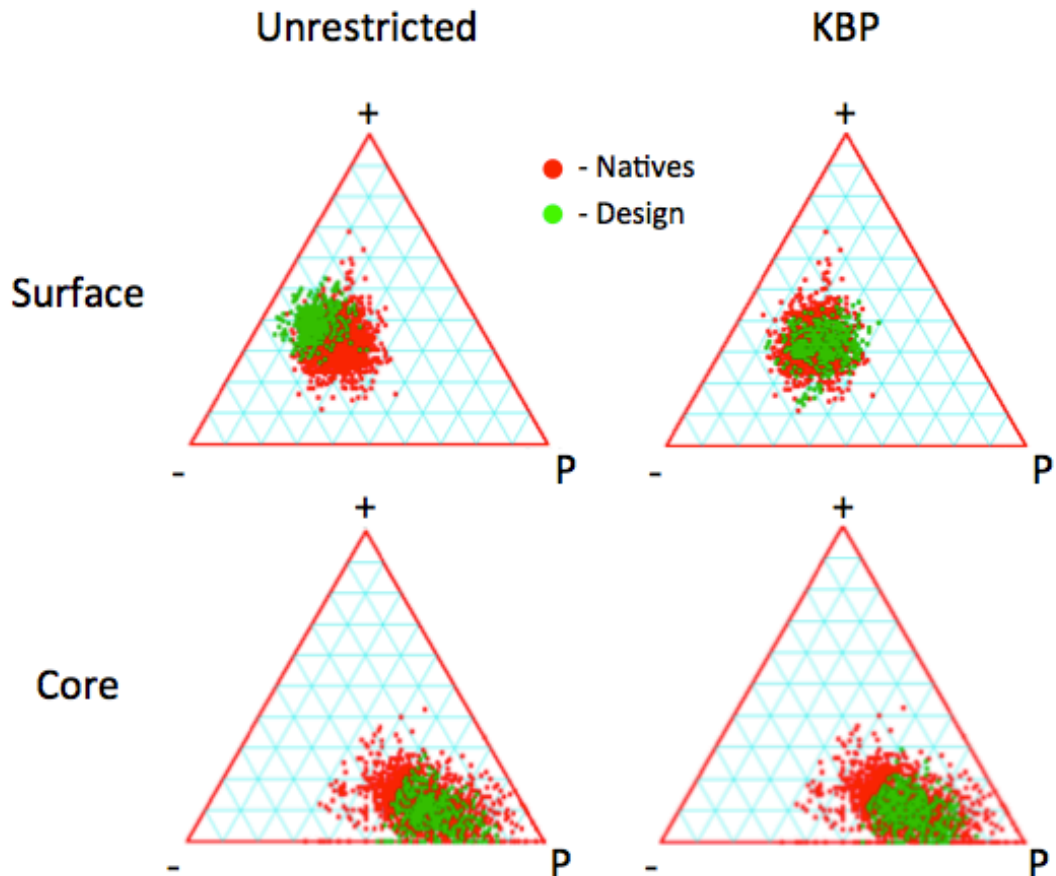 Unrestricted KBP
+ +
- Natives
- Design
Surface
- P - P
+ +
Core
- P - P